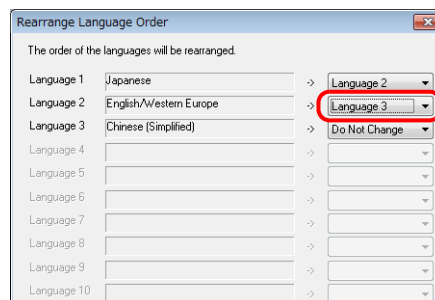 Rearrange Language Order
The order of the languages will be rearranged.
Language 1 Japanese -> Language 2
Language 2 English/Western Europe -> Language 3
Language 3 Chinese (Simplified) -> Do Not Change
Language 4 ->
Language 5 ->
Language 6 ->
Language 7 ->
Language 8 ->
Language 9 ->
Language 10 ->